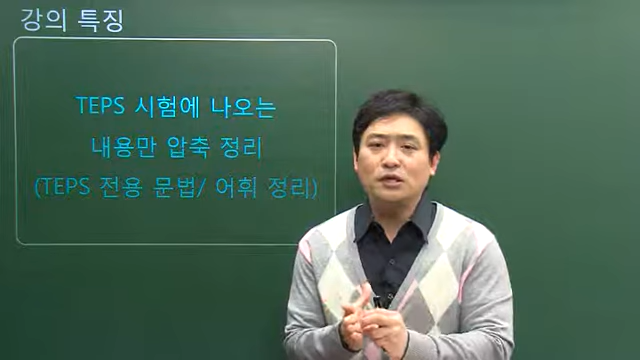 강의 특징
TEPS 시험에 나오는
내용만 압축 정리
(TEPS 전용 문법/ 어휘 정리)